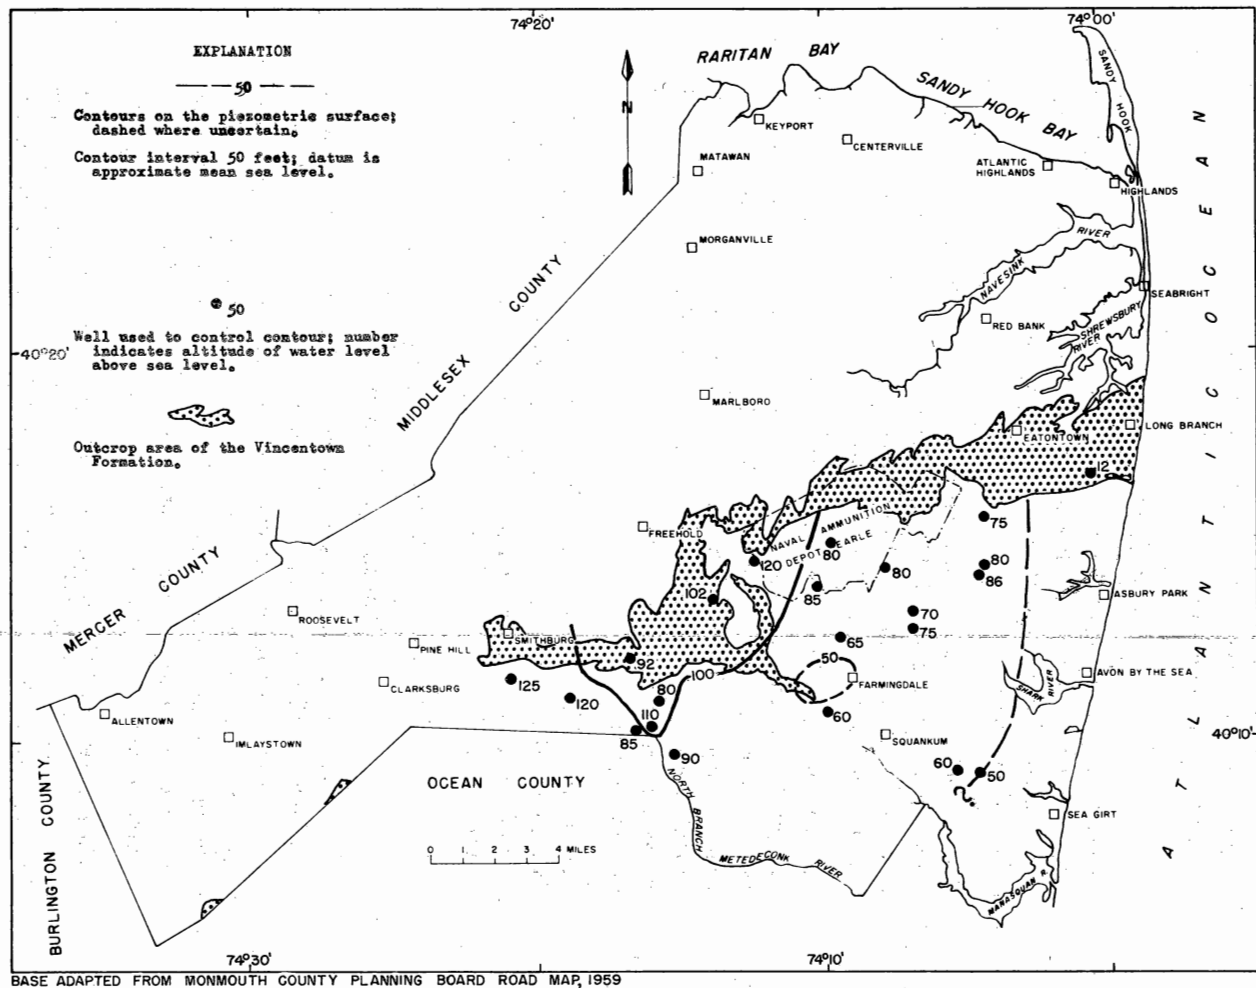 74°20'
74°00'
EXPLANATION
50
Contours on the piezometric surface;
dashed where uncertain.
Contour interval 50 feet; datum is
approximate mean sea level.
50
Well used to control contour; number
indicates altitude of water level
above sea level.
Outcrop area of the Vincentown
Formation.
N
RARITAN BAY
SANDY HOOK BAY
SANDY HOOK
KEYPORT
CENTERVILLE
MATAWAN
ATLANTIC
HIGHLANDS
HIGHLANDS
MORGANVILLE
NAVESINK RIVER
SEABRIGHT
RED BANK
SHREWSBURY
RIVER
ATLANTIC OCEAN
40°20'
MIDDLESEX COUNTY
MARLBORO
EATONTOWN
LONG BRANCH
12
FREEHOLD
NAVAL AMMUNITION
DEPOT EARLE
75
120
80
80
80
86
85
102
ASBURY PARK
MERCER COUNTY
ROOSEVELT
70
75
65
SMITHBURG
PINE HILL
92
100
50
FARMINGDALE
AVON BY THE SEA
SHARK
RIVER
CLARKSBURG
125
120
80
110
85
60
90
ALLENTOWN
IMLAYSTOWN
SQUANKUM
40°10'
60
50
?
OCEAN COUNTY
NORTH
BRANCH
METEDECONK RIVER
SEA GIRT
MANASQUAN R.
BURLINGTON COUNTY
0 1 2 3 4 MILES
74°30'
74°10'
BASE ADAPTED FROM MONMOUTH COUNTY PLANNING BOARD ROAD MAP, 1959